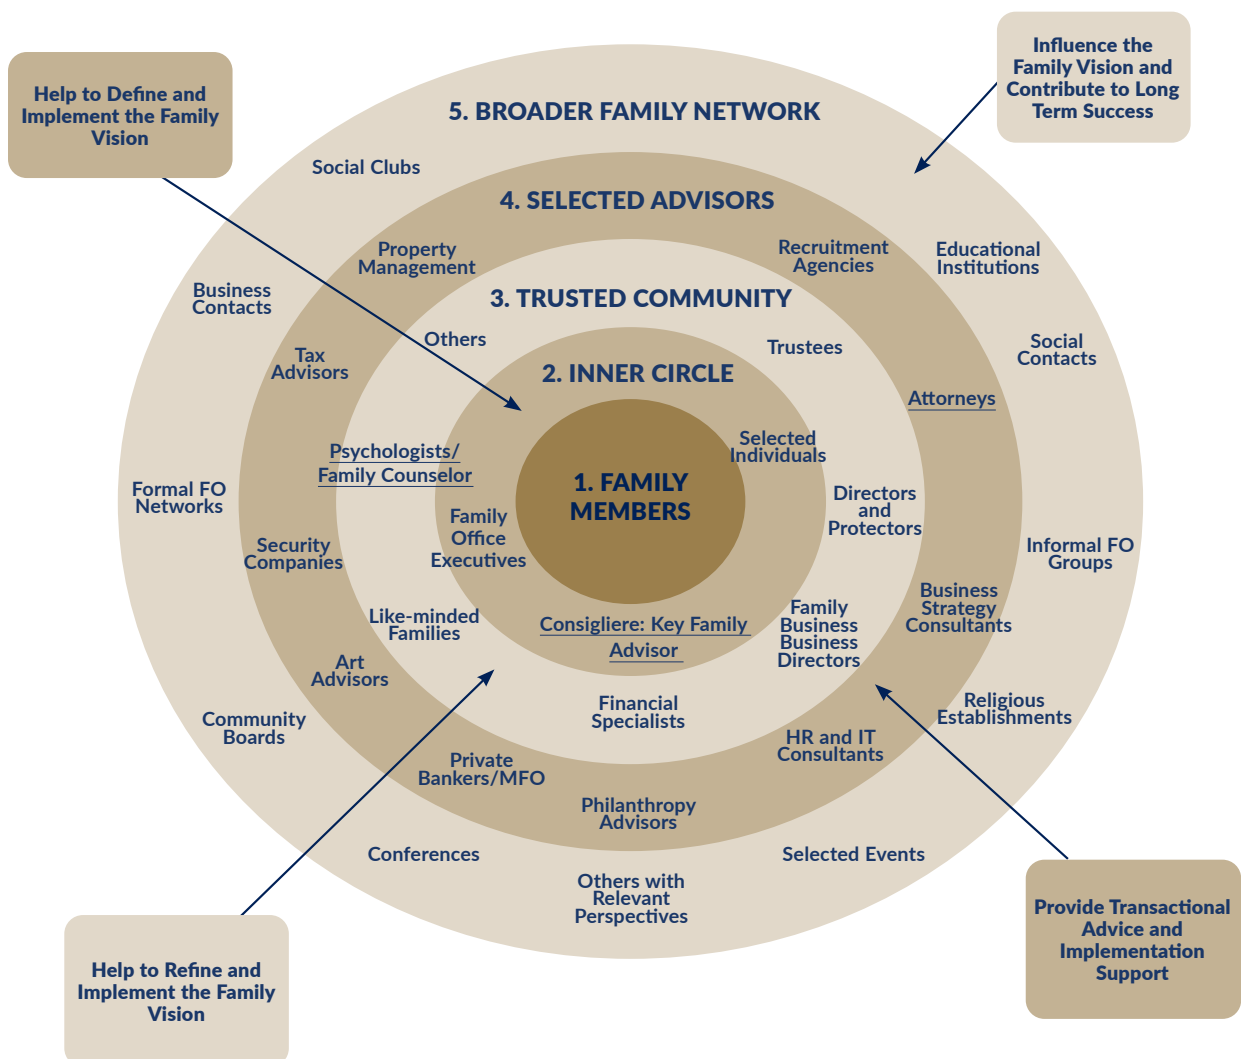 Influence the
Family Vision and
Contribute to Long
Term Success
Help to Define and
Implement the Family
Vision
5. BROADER FAMILY NETWORK
Social Clubs
4. SELECTED ADVISORS
Property
Management
Recruitment
Agencies
Educational
Institutions
Business
Contacts
3. TRUSTED COMMUNITY
Others
Trustees
Social
Contacts
Tax
Advisors
2. INNER CIRCLE
Attorneys
Psychologists/
Family Counselor
Selected
Individuals
1. FAMILY
MEMBERS
Formal FO
Networks
Directors
and
Protectors
Family
Office
Executives
Security
Companies
Informal FO
Groups
Business
Strategy
Consultants
Like-minded
Families
Consigliere: Key Family
Advisor
Family
Business
Business
Directors
Art
Advisors
Financial
Specialists
Religious
Establishments
Community
Boards
HR and IT
Consultants
Private
Bankers/MFO
Philanthropy
Advisors
Conferences
Selected Events
Others with
Relevant
Perspectives
Provide Transactional
Advice and
Implementation
Support
Help to Refine and
Implement the Family
Vision